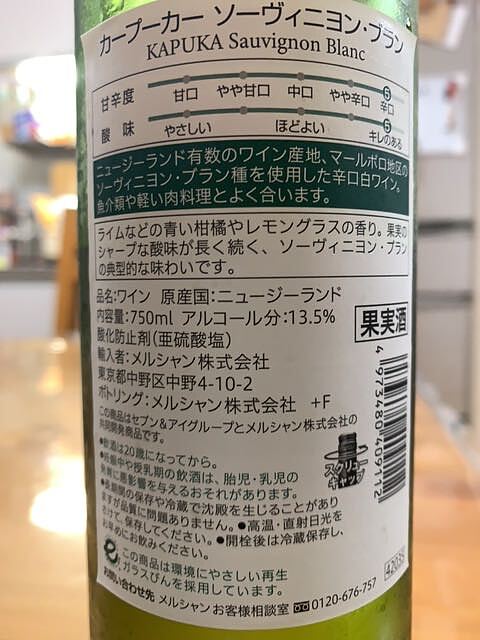 カープーカー ソーヴィニヨン・ブラン
KAPUKA Sauvignon Blanc
甘辛度
甘口 やや甘口 中口 やや辛口 5 辛口
酸味
やさしい ほどよい 5 キレのある
ニュージーランド有数のワイン産地、マールボロ地区の
ソーヴィニヨン・ブラン種を使用した辛口白ワイン。
魚介類や軽い肉料理とよく合います。
ライムなどの青い柑橘やレモングラスの香り。果実の
シャープな酸味が長く続く、ソーヴィニヨン・ブラン
の典型的な味わいです。
品名:ワイン 原産国:ニュージーランド
内容量:750ml アルコール分:13.5%
果実酒
酸化防止剤(亜硫酸塩)
輸入者:メルシャン株式会社
東京都中野区中野4-10-2
ボトリング:メルシャン株式会社 +F
この商品はセブン&アイグループとメルシャン株式会社の
共同開発商品です。
●飲酒は20歳になってから。
●妊娠中や授乳期の飲酒は、胎児・乳児の
発育に悪影響を与えるおそれがあります。
●長期間の保存や冷蔵で沈殿を生じることがあり
ますが品質に問題ありません。●高温・直射日光を
さけて、保存してください。●開栓後は冷蔵保存し、
お早めにお飲みください。
スクリュー
キャップ
4 973480 409112
この商品は環境にやさしい再生
ガラスびんを採用しています。
お問い合わせ先 メルシャンお客様相談室 0120-676-757
42035